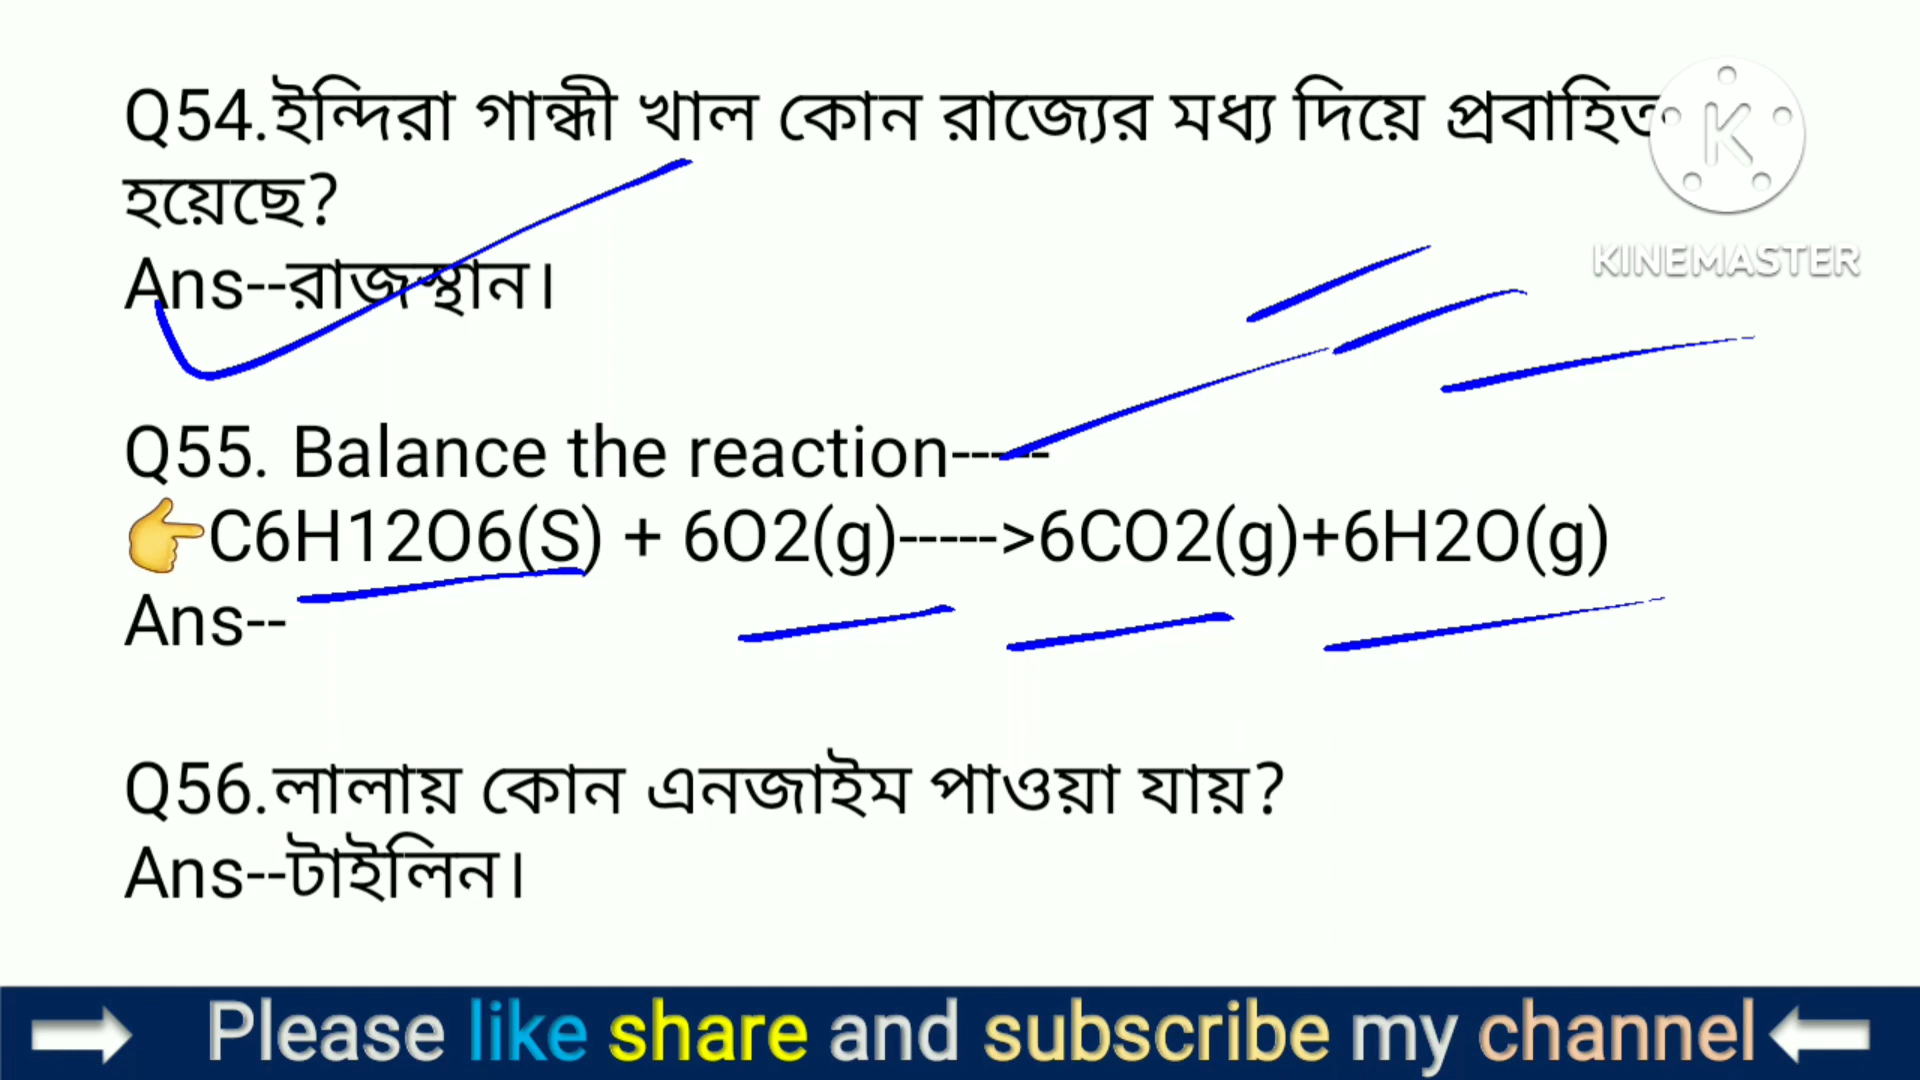 Q54.ইন্দিরা গান্ধী খাল কোন রাজ্যের মধ্য দিয়ে প্রবাহিত
হয়েছে?
Ans--রাজস্থান।
KINEMASTER
Q55. Balance the reaction-----
👉C6H12O6(S) + 6O2(g)----->6CO2(g)+6H2O(g)
Ans--
Q56.লালায় কোন এনজাইম পাওয়া যায়?
Ans--টাইলিন।
Please like share and subscribe my channel